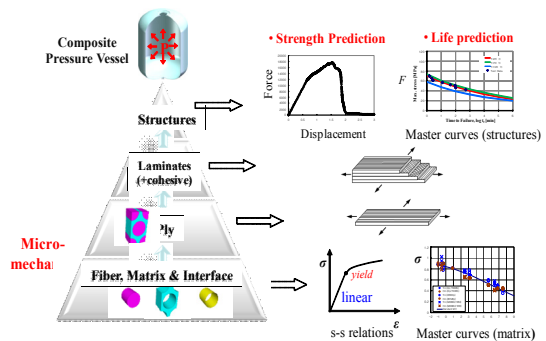 Composite
Pressure Vessel
P
• Strength Prediction
• Life prediction
Force
Displacement
F
Master curves (structures)
Structures
Laminates
(+cohesive)
Ply
Micro-
mecha
Fiber, Matrix & Interface
σ
yield
linear
ε
s-s relations
σ
Master curves (matrix)